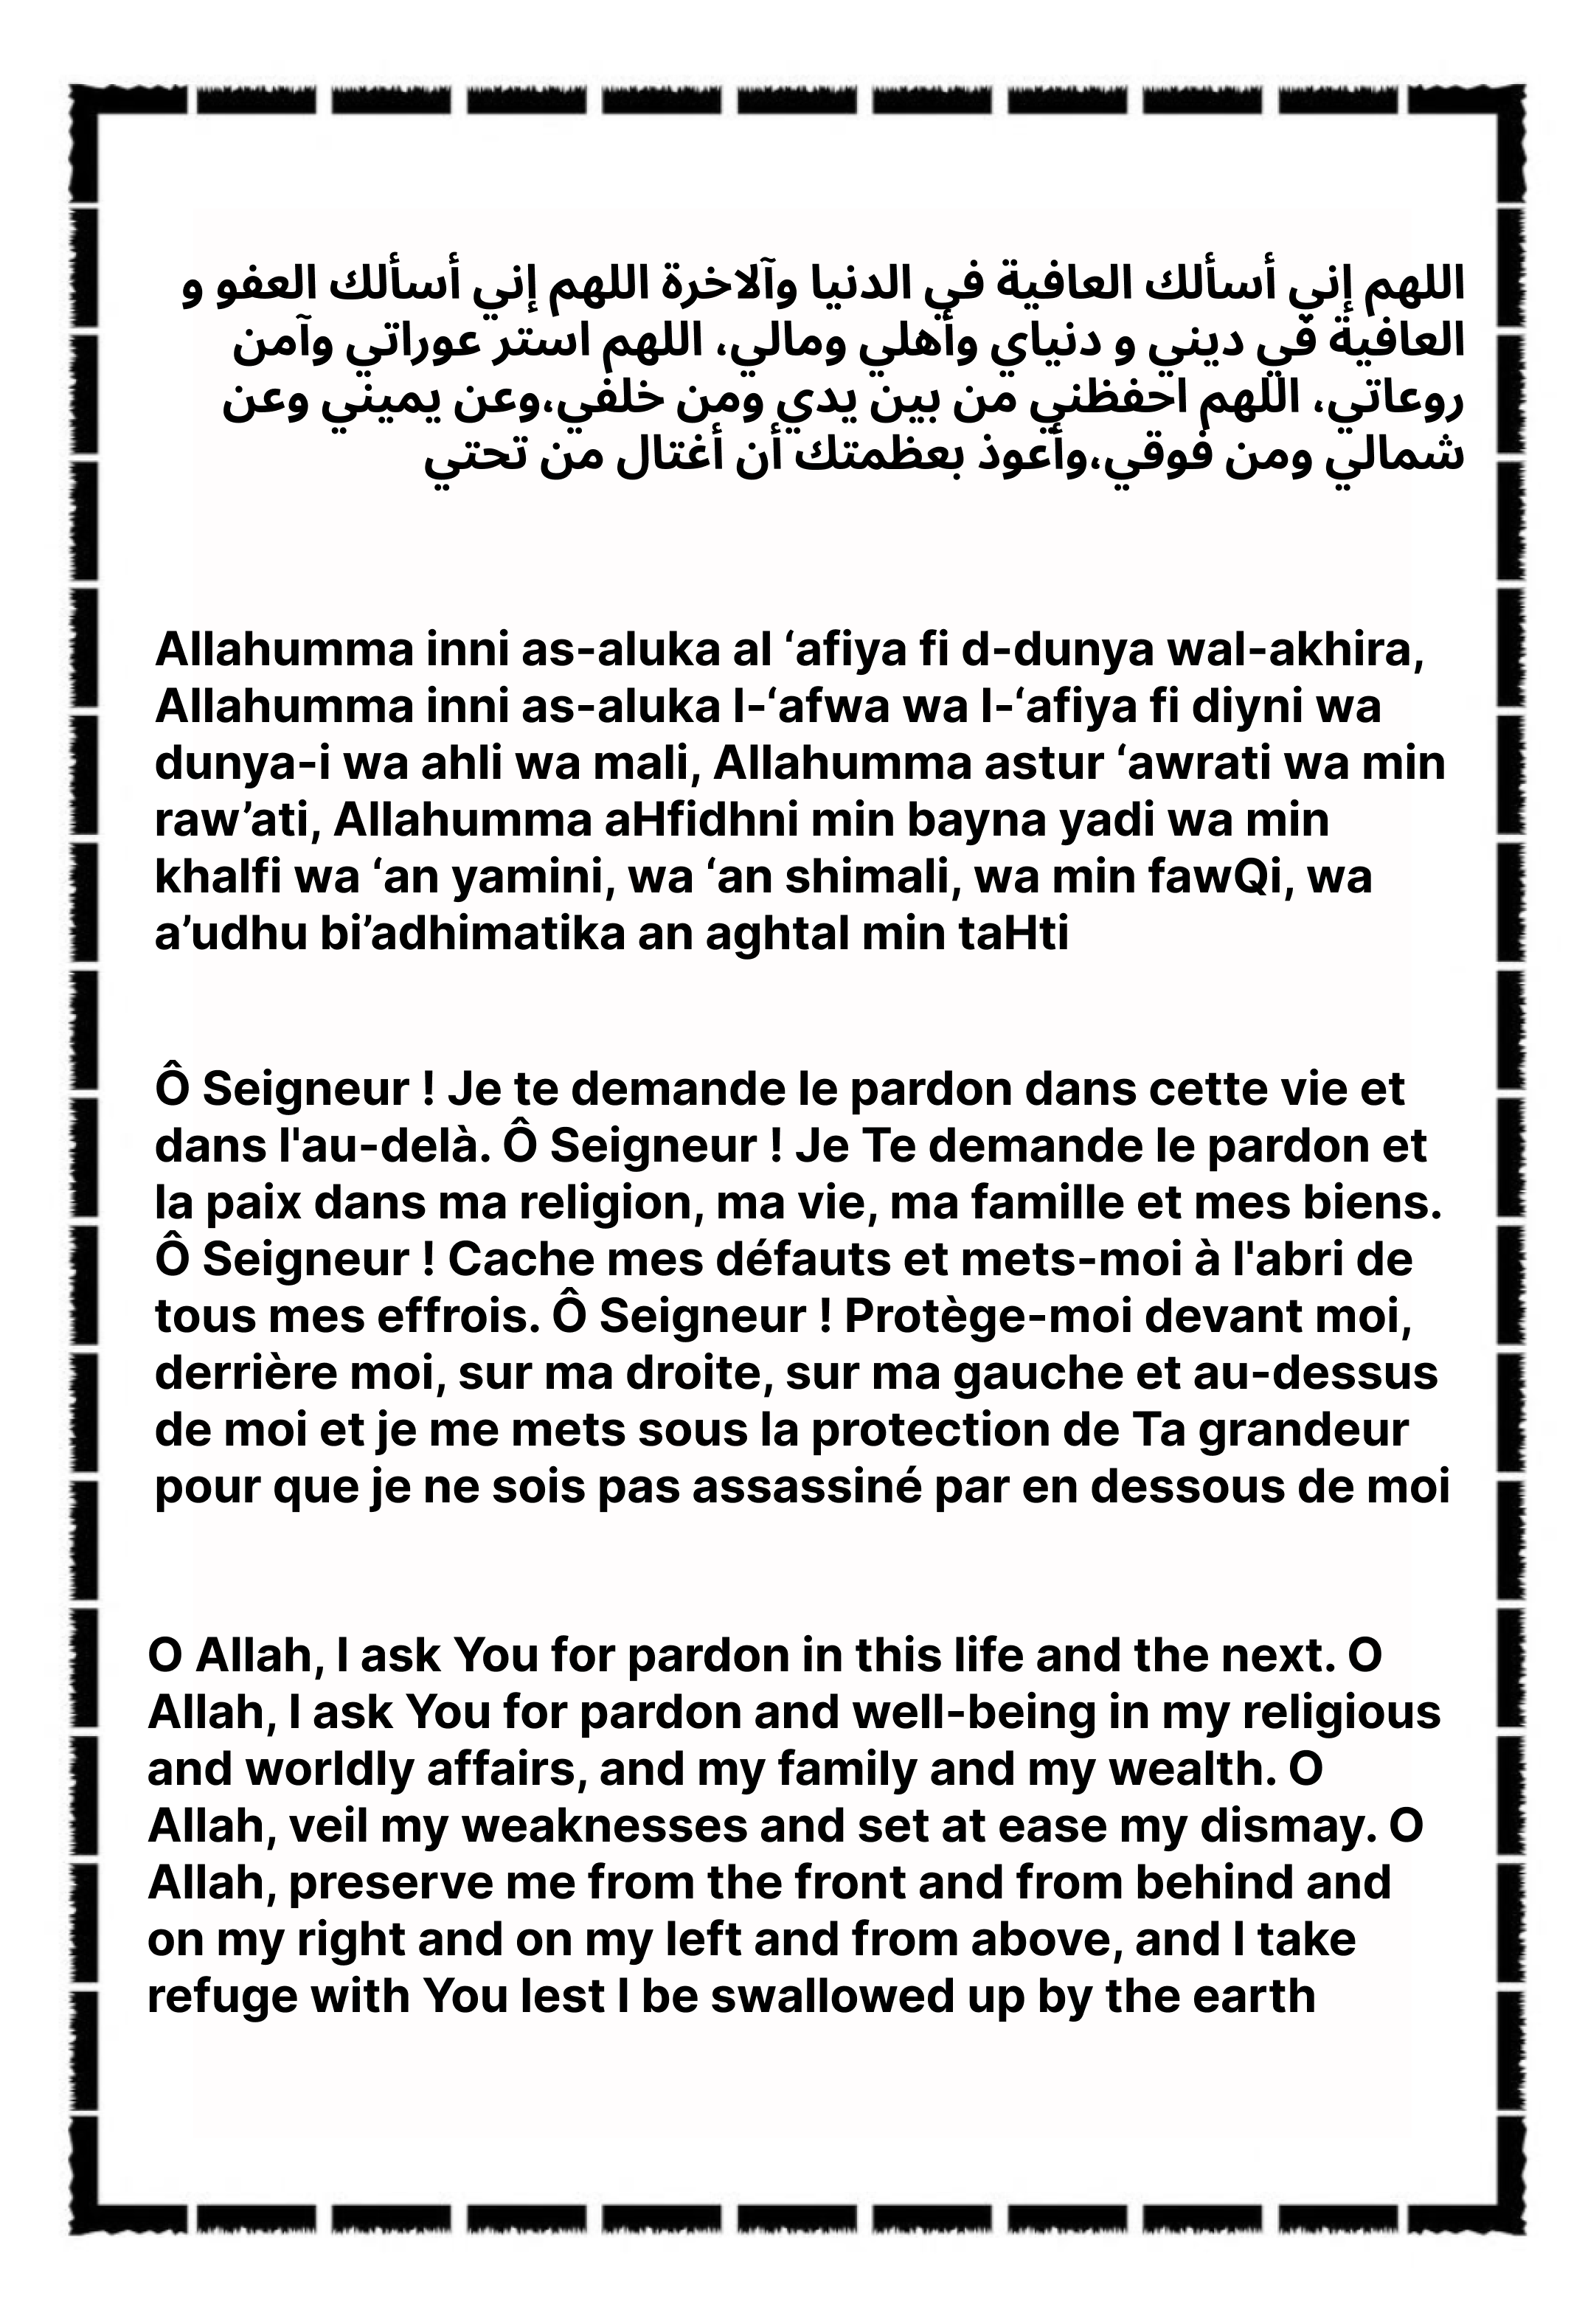 اللهم إني أسألك العافية في الدنيا وآلاخرة اللهم إني أسألك العفو و
العافية في ديني و دنياي وأهلي ومالي، اللهم استر عوراتي وآمن
روعاتي، اللهم احفظني من بين يدي ومن خلفي،وعن يميني وعن
شمالي ومن فوقي،وأعوذ بعظمتك أن أغتال من تحتي
Allahumma inni as-aluka al ‘afiya fi d-dunya wal-akhira,
Allahumma inni as-aluka l-‘afwa wa l-‘afiya fi diyni wa
dunya-i wa ahli wa mali, Allahumma astur ‘awrati wa min
raw’ati, Allahumma aHfidhni min bayna yadi wa min
khalfi wa ‘an yamini, wa ‘an shimali, wa min fawQi, wa
a’udhu bi’adhimatika an aghtal min taHti
Ô Seigneur ! Je te demande le pardon dans cette vie et
dans l'au-delà. Ô Seigneur ! Je Te demande le pardon et
la paix dans ma religion, ma vie, ma famille et mes biens.
Ô Seigneur ! Cache mes défauts et mets-moi à l'abri de
tous mes effrois. Ô Seigneur ! Protège-moi devant moi,
derrière moi, sur ma droite, sur ma gauche et au-dessus
de moi et je me mets sous la protection de Ta grandeur
pour que je ne sois pas assassiné par en dessous de moi
O Allah, I ask You for pardon in this life and the next. O
Allah, I ask You for pardon and well-being in my religious
and worldly affairs, and my family and my wealth. O
Allah, veil my weaknesses and set at ease my dismay. O
Allah, preserve me from the front and from behind and
on my right and on my left and from above, and I take
refuge with You lest I be swallowed up by the earth